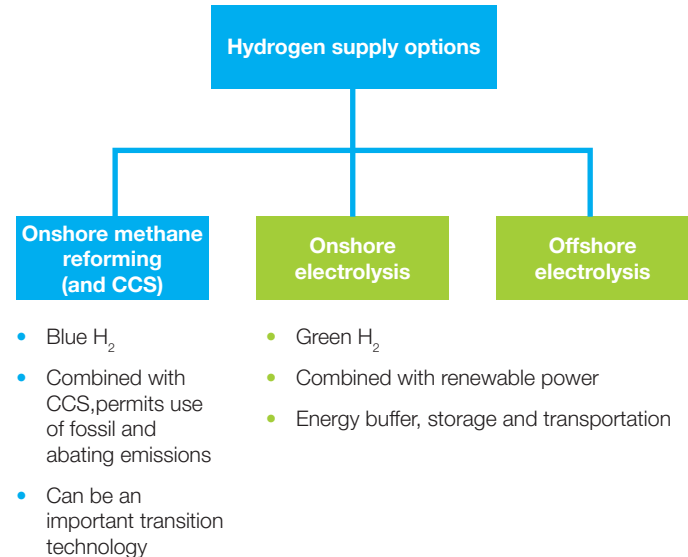 Hydrogen supply options
Onshore methane
reforming
(and CCS)
Onshore
electrolysis
Offshore
electrolysis
• Blue H₂
• Combined with
CCS,permits use
of fossil and
abating emissions
• Can be an
important transition
technology
• Green H₂
• Combined with renewable power
• Energy buffer, storage and transportation